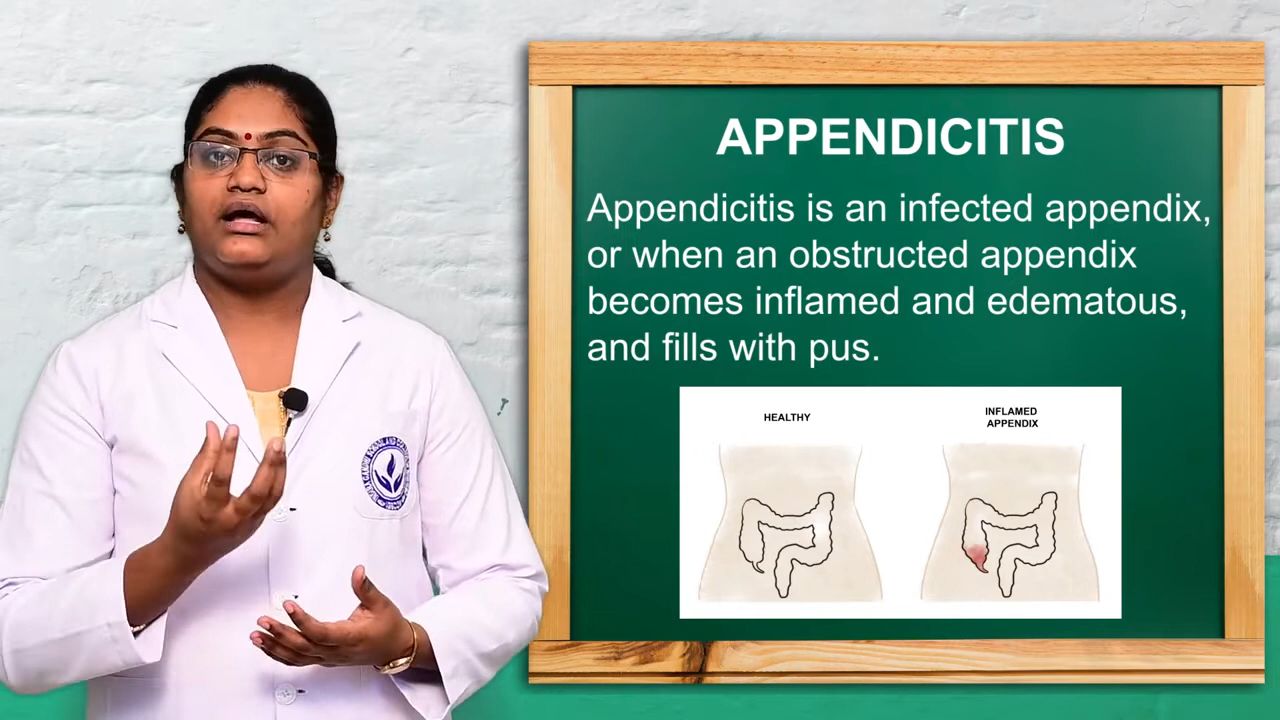 APPENDICITIS
Appendicitis is an infected appendix,
or when an obstructed appendix
becomes inflamed and edematous,
and fills with pus.
HEALTHY
INFLAMED
APPENDIX